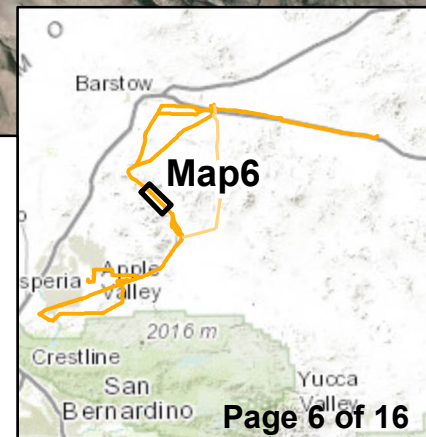 M O
Barstow
Map6
speria
Apple
Valley
2016 m
Crestline
San
Bernardino
Yucca
Valley
Page 6 of 16